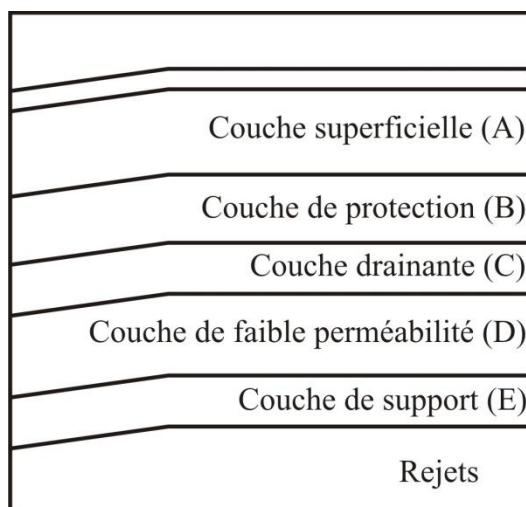 Couche superficielle (A)
Couche de protection (B)
Couche drainante (C)
Couche de faible perméabilité (D)
Couche de support (E)
Rejets